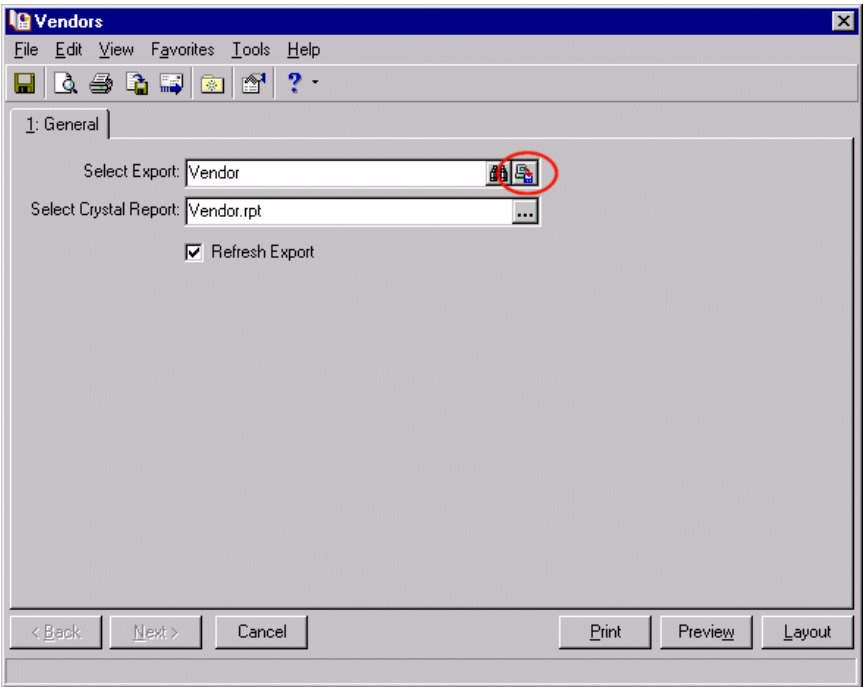 Vendors
File Edit View Favorites Tools Help
1: General
Select Export: Vendor
Select Crystal Report: Vendor.rpt ...
Refresh Export
< Back Next > Cancel Print Preview Layout